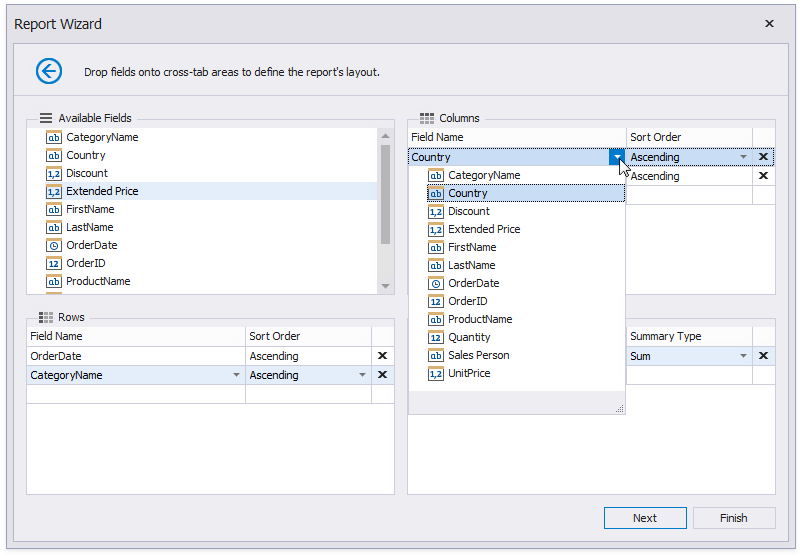 Report Wizard
Drop fields onto cross-tab areas to define the report's layout.
Available Fields
ab CategoryName
ab Country
1,2 Discount
1,2 Extended Price
ab FirstName
ab LastName
OrderDate
12 OrderID
ab ProductName
Columns
Field Name Sort Order
Country Ascending
Ascending
ab CategoryName
ab Country
1,2 Discount
1,2 Extended Price
ab FirstName
ab LastName
OrderDate
12 OrderID
ab ProductName
12 Quantity
ab Sales Person
1,2 UnitPrice
Rows
Field Name Sort Order
OrderDate Ascending
CategoryName Ascending
Summary Type
Sum
Next Finish